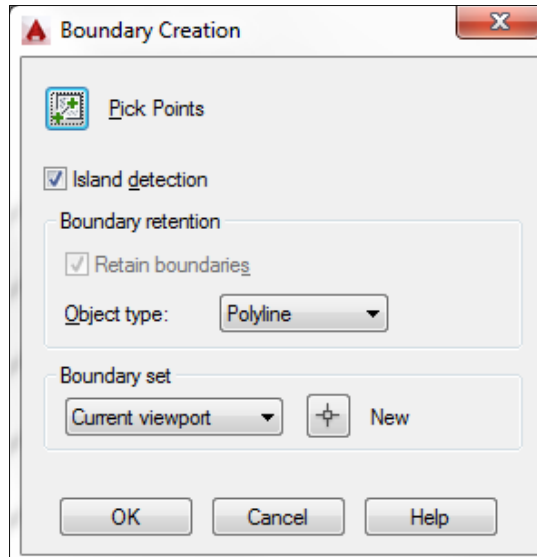 Boundary Creation
Pick Points
Island detection
Boundary retention
Retain boundaries
Object type: Polyline
Boundary set
Current viewport New
OK Cancel Help